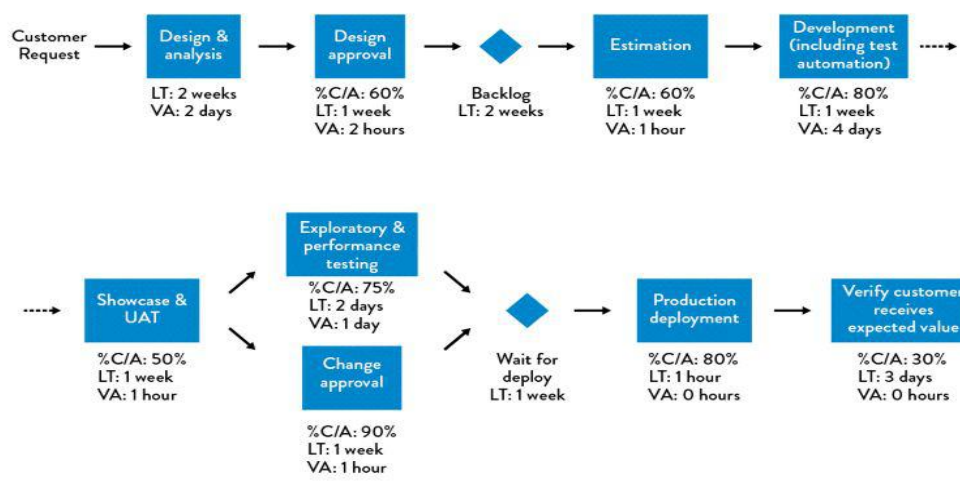 Customer
Request
Design &
analysis
LT: 2 weeks
VA: 2 days
Design
approval
%C/A: 60%
LT: 1 week
VA: 2 hours
Backlog
LT: 2 weeks
Estimation
%C/A: 60%
LT: 1 week
VA: 1 hour
Development
(including test
automation)
%C/A: 80%
LT: 1 week
VA: 4 days
Showcase &
UAT
%C/A: 50%
LT: 1 week
VA: 1 hour
Exploratory &
performance
testing
%C/A: 75%
LT: 2 days
VA: 1 day
Change
approval
%C/A: 90%
LT: 1 week
VA: 1 hour
Wait for
deploy
LT: 1 week
Production
deployment
%C/A: 80%
LT: 1 hour
VA: 0 hours
Verify customer
receives
expected value
%C/A: 30%
LT: 3 days
VA: 0 hours